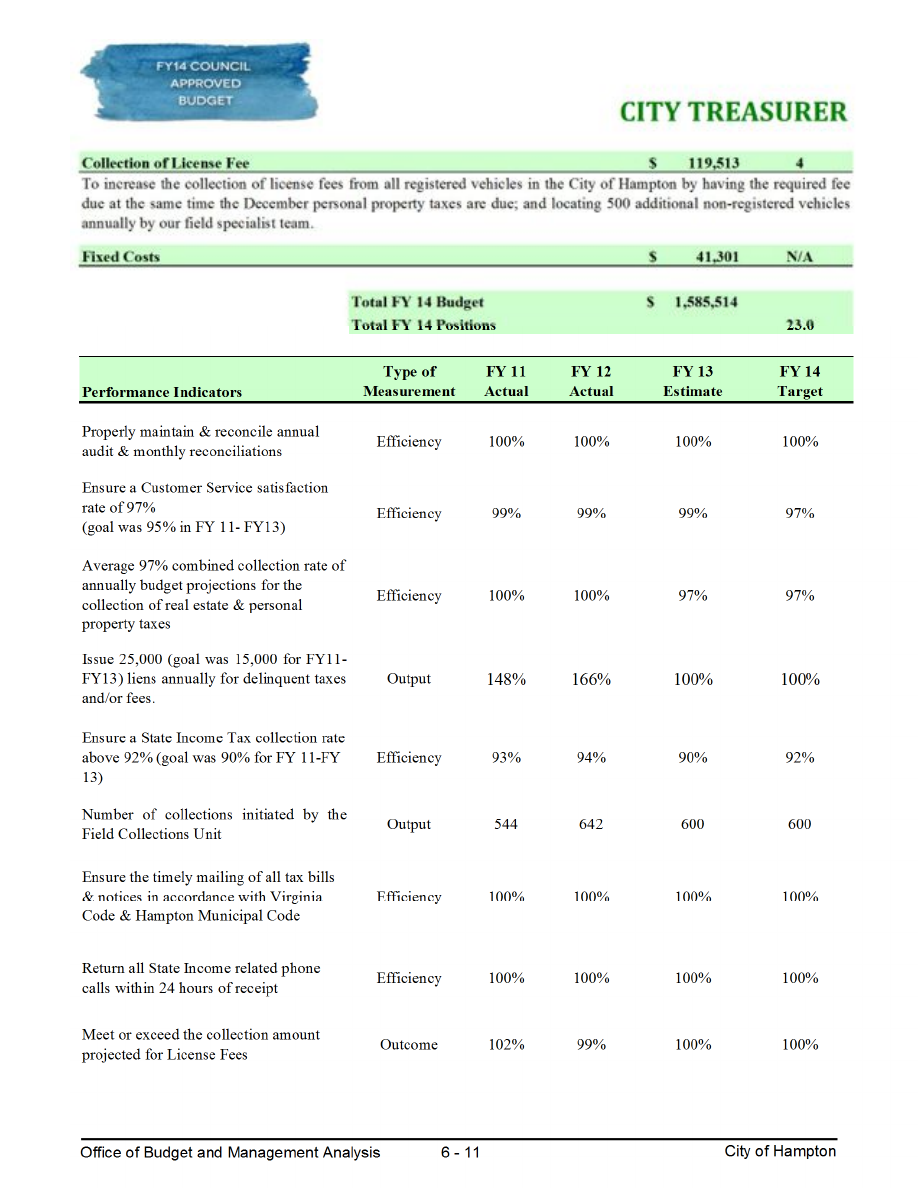 FY14 COUNCIL
APPROVED
BUDGET
CITY TREASURER
Collection of License Fee $ 119,513 4
To increase the collection of license fees from all registered vehicles in the City of Hampton by having the required fee
due at the same time the December personal property taxes are due; and locating 500 additional non-registered vehicles
annually by our field specialist team.
Fixed Costs $ 41,301 N/A
Total FY 14 Budget $ 1,585,514
Total FY 14 Positions 23.0
Type of FY 11 FY 12 FY 13 FY 14
Performance Indicators Measurement Actual Actual Estimate Target
Properly maintain & reconcile annual
audit & monthly reconciliations
Efficiency 100% 100% 100% 100%
Ensure a Customer Service satisfaction
rate of 97%
(goal was 95% in FY 11- FY13)
Efficiency 99% 99% 99% 97%
Average 97% combined collection rate of
annually budget projections for the
collection of real estate & personal
property taxes
Efficiency 100% 100% 97% 97%
Issue 25,000 (goal was 15,000 for FY11-
FY13) liens annually for delinquent taxes
and/or fees.
Output 148% 166% 100% 100%
Ensure a State Income Tax collection rate
above 92% (goal was 90% for FY 11-FY
13)
Efficiency 93% 94% 90% 92%
Number of collections initiated by the
Field Collections Unit
Output 544 642 600 600
Ensure the timely mailing of all tax bills
& notices in accordance with Virginia
Code & Hampton Municipal Code
Efficiency 100% 100% 100% 100%
Return all State Income related phone
calls within 24 hours of receipt
Efficiency 100% 100% 100% 100%
Meet or exceed the collection amount
projected for License Fees
Outcome 102% 99% 100% 100%
Office of Budget and Management Analysis 6 - 11 City of Hampton